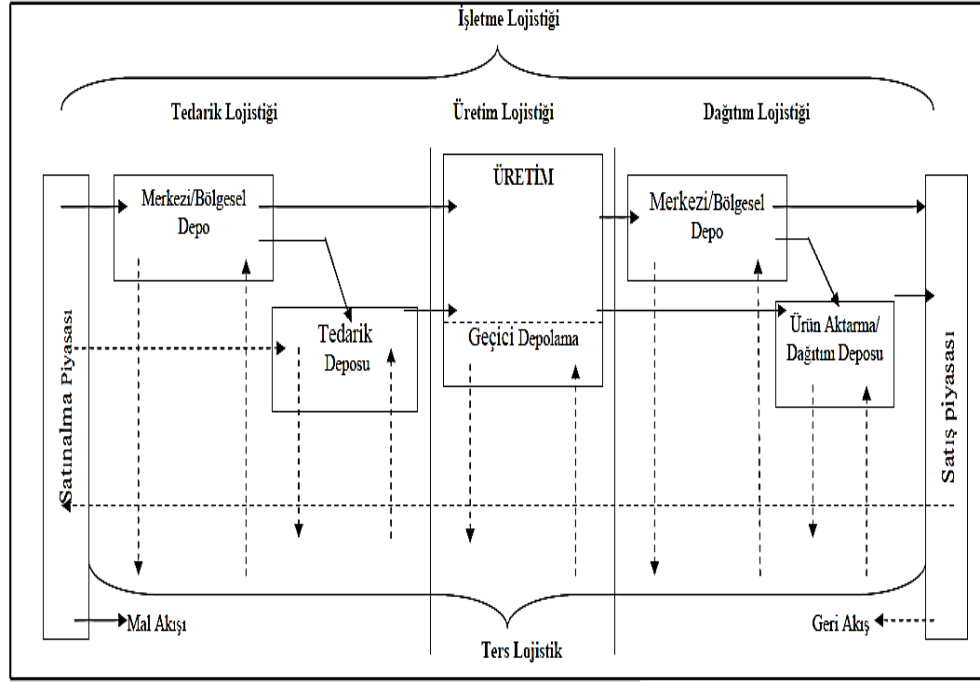 İşletme Lojistiği
Tedarik Lojistiği
Üretim Lojistiği
Dağıtım Lojistiği
Merkezi/Bölgesel
Depo
ÜRETİM
Merkezi/Bölgesel
Depo
Tedarik
Deposu
Geçici Depolama
Ürün Aktarma/
Dağıtım Deposu
Satınalma Piyasası
Satış piyasası
Mal Akışı
Geri Akış
Ters Lojistik